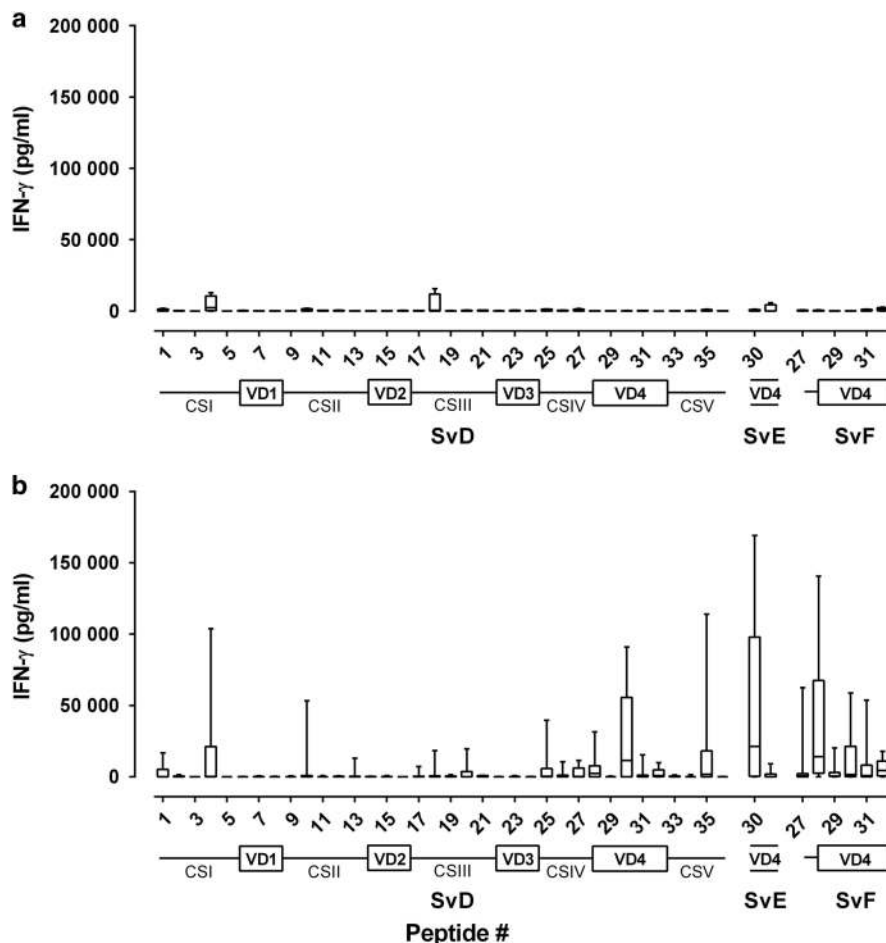 a
200 000
150 000
100 000
50 000
0
IFN-γ (pg/ml)
1 3 5 7 9 11 13 15 17 19 21 23 25 27 29 31 33 35 30 27 29 31
CSI VD1 CSII VD2 CSIII VD3 CSIV VD4 CSV VD4 VD4
SvD SvE SvF
b
200 000
150 000
100 000
50 000
0
IFN-γ (pg/ml)
1 3 5 7 9 11 13 15 17 19 21 23 25 27 29 31 33 35 30 27 29 31
CSI VD1 CSII VD2 CSIII VD3 CSIV VD4 CSV VD4 VD4
SvD SvE SvF
Peptide #